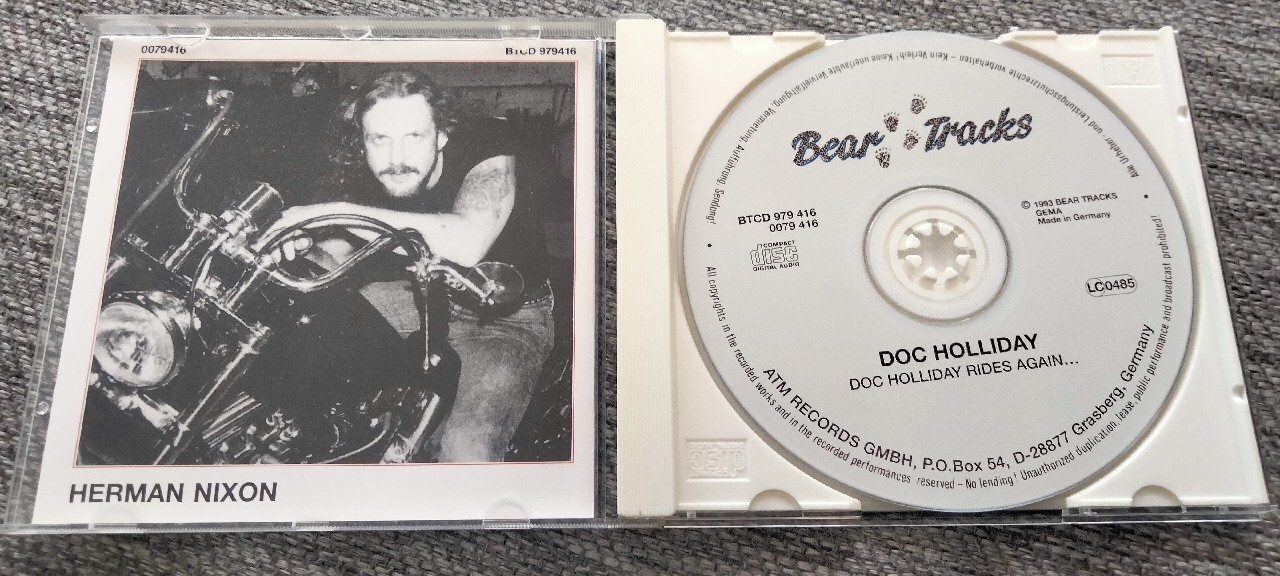 0079416
BTCD 979416
HERMAN NIXON
Alle Urheber- und Leistungsschutzrechte vorbehalten – Kein Verleih! Keine unerlaubte Vervielfältigung, Vermietung, Aufführung, Sendung!
Bear Tracks
BTCD 979 416
0079 416
COMPACT
disc
DIGITAL AUDIO
© 1993 BEAR TRACKS
GEMA
Made in Germany
LC0485
DOC HOLLIDAY
DOC HOLLIDAY RIDES AGAIN...
ATM RECORDS GMBH, P.O.Box 54, D-28877 Grasberg, Germany
All copyrights in the recorded works and in the recorded performances reserved – No lending! Unauthorized duplication, lease, public performance and broadcast prohibited!
disc
disc